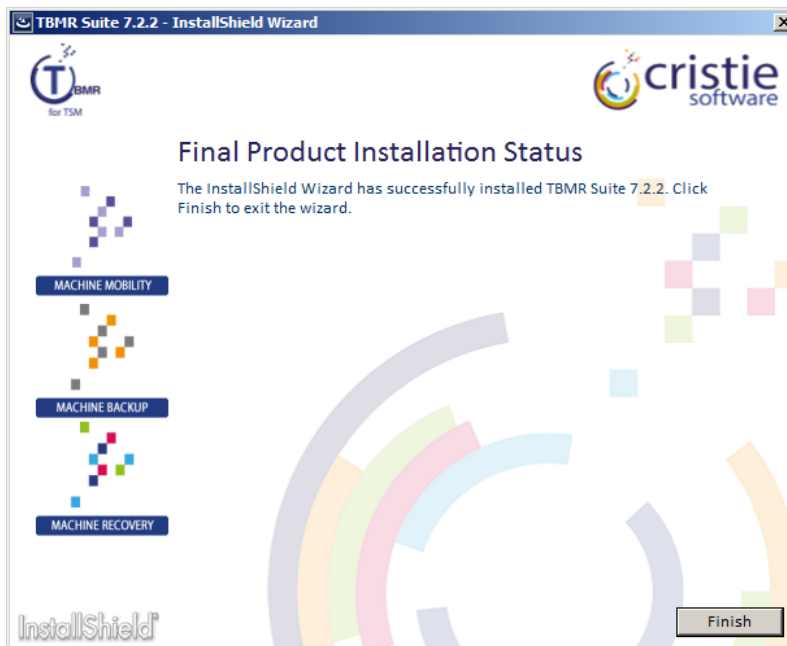 TBMR Suite 7.2.2 - InstallShield Wizard
TBMR
for TSM
cristie
software
Final Product Installation Status
The InstallShield Wizard has successfully installed TBMR Suite 7.2.2. Click
Finish to exit the wizard.
MACHINE MOBILITY
MACHINE BACKUP
MACHINE RECOVERY
InstallShield
Finish